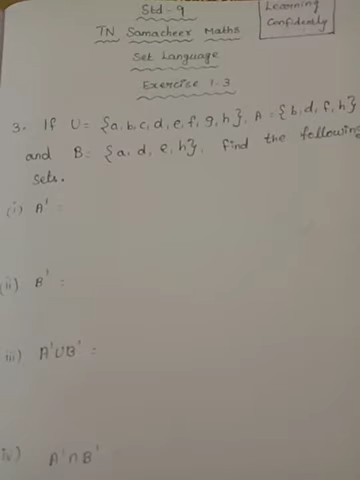 Std - 9
Learning
Confidently
TN Samacheer Maths
Set Language
Exercise 1.3
3. If U = {a, b, c, d, e, f, g, h}, A = {b, d, f, h}
and B = {a, d, e, h}, find the following
sets.
(i) A' =
(ii) B' :
iii) A'∪B' =
iv) A'∩B'